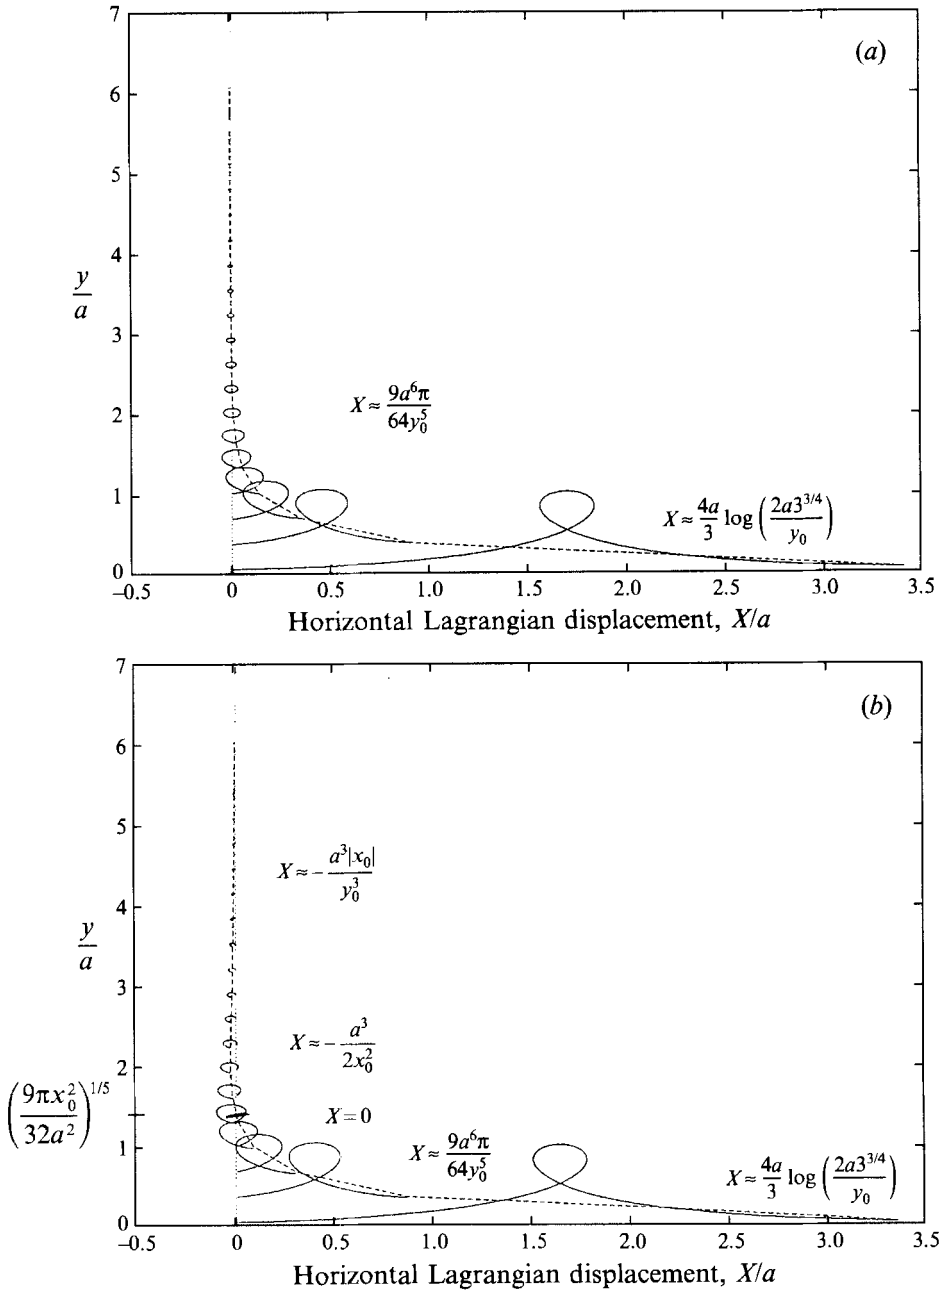 7
(a)
6
5
4
y/a
3
X ≈ 9a⁶π/64y₀⁵
2
1
X ≈ 4a/3 log (2a3^{3/4}/y₀)
0
–0.5 0 0.5 1.0 1.5 2.0 2.5 3.0 3.5
Horizontal Lagrangian displacement, X/a
7
(b)
6
5
X ≈ – a³|x₀|/y₀³
4
y/a
3
X ≈ – a³/2x₀²
2
(9πx₀²/32a²)^{1/5}
X = 0
1
X ≈ 9a⁶π/64y₀⁵
X ≈ 4a/3 log (2a3^{3/4}/y₀)
0
–0.5 0 0.5 1.0 1.5 2.0 2.5 3.0 3.5
Horizontal Lagrangian displacement, X/a